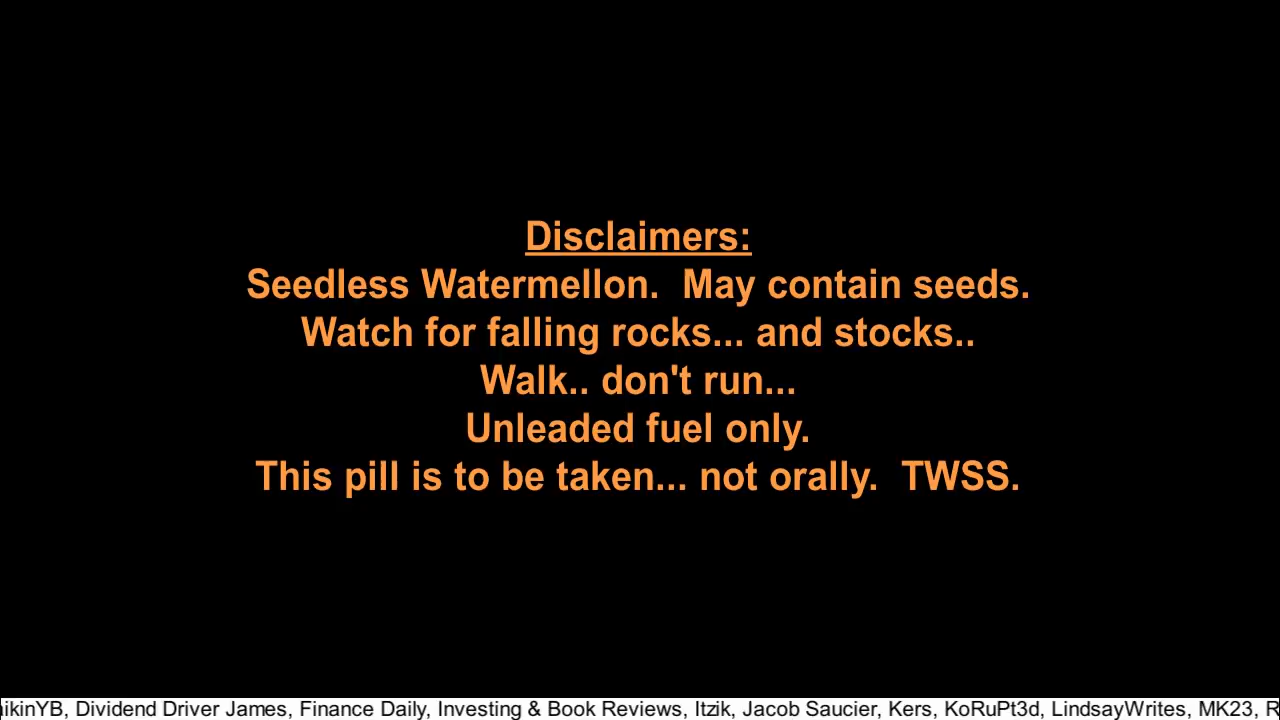 Disclaimers:
Seedless Watermellon.  May contain seeds.
Watch for falling rocks... and stocks..
Walk.. don't run...
Unleaded fuel only.
This pill is to be taken... not orally.  TWSS.
Dividend Driver James, Finance Daily, Investing & Book Reviews, Itzik, Jacob Saucier, Kers, KoRuPt3d, LindsayWrites, MK23,